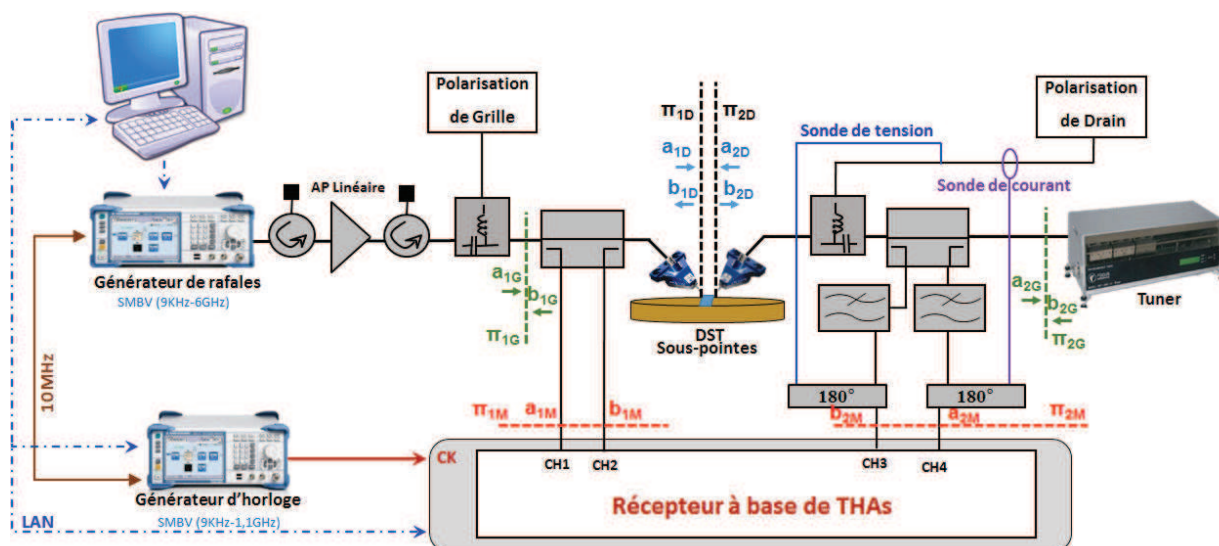 Polarisation
de Grille
AP Linéaire
Générateur de rafales
SMBV (9KHz-6GHz)
10MHz
π1D
π2D
a1D
a2D
b1D
b2D
Sonde de tension
Polarisation
de Drain
Sonde de courant
a1G
b1G
π1G
DST
Sous-pointes
a2G
b2G
π2G
Tuner
180°
180°
π1M
a1M
b1M
b2M
a2M
π2M
CK
CH1
CH2
CH3
CH4
Récepteur à base de THAs
Générateur d'horloge
SMBV (9KHz-1,1GHz)
LAN